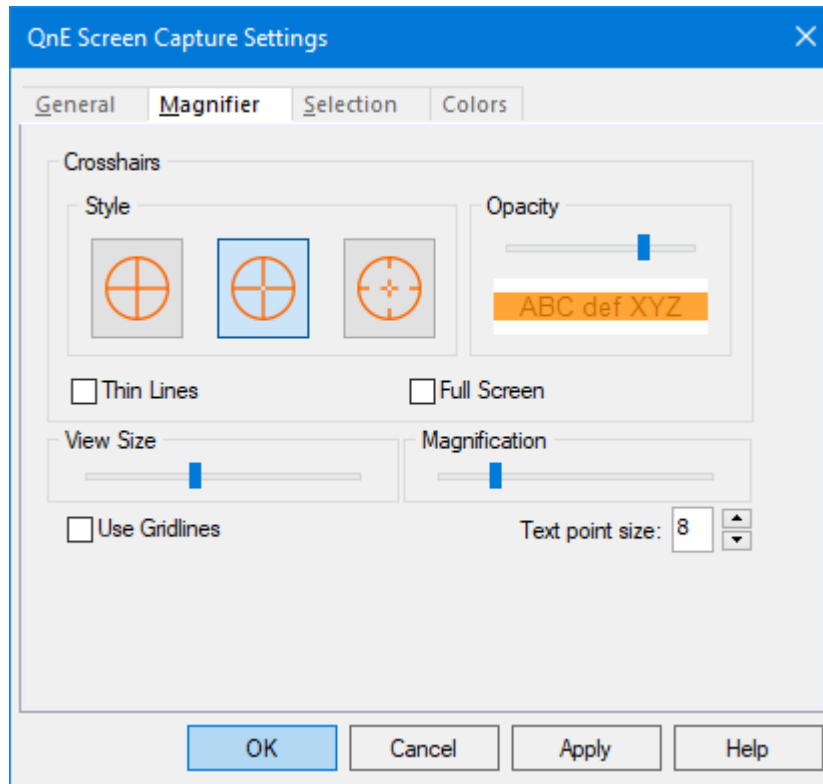 QnE Screen Capture Settings
General Magnifier Selection Colors
Crosshairs
Style Opacity
ABC def XYZ
Thin Lines Full Screen
View Size Magnification
Use Gridlines Text point size: 8
OK Cancel Apply Help